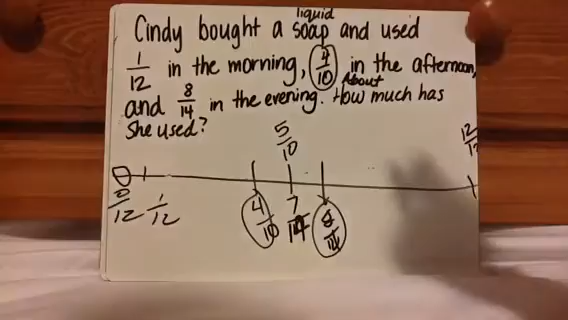 liquid
Cindy bought a soap and used
1/12 in the morning, 4/10 in the afternoon,
About
and 8/14 in the evening. How much has
she used?
5/10
12/12
0/12 1/12 4/10 7/14 8/14